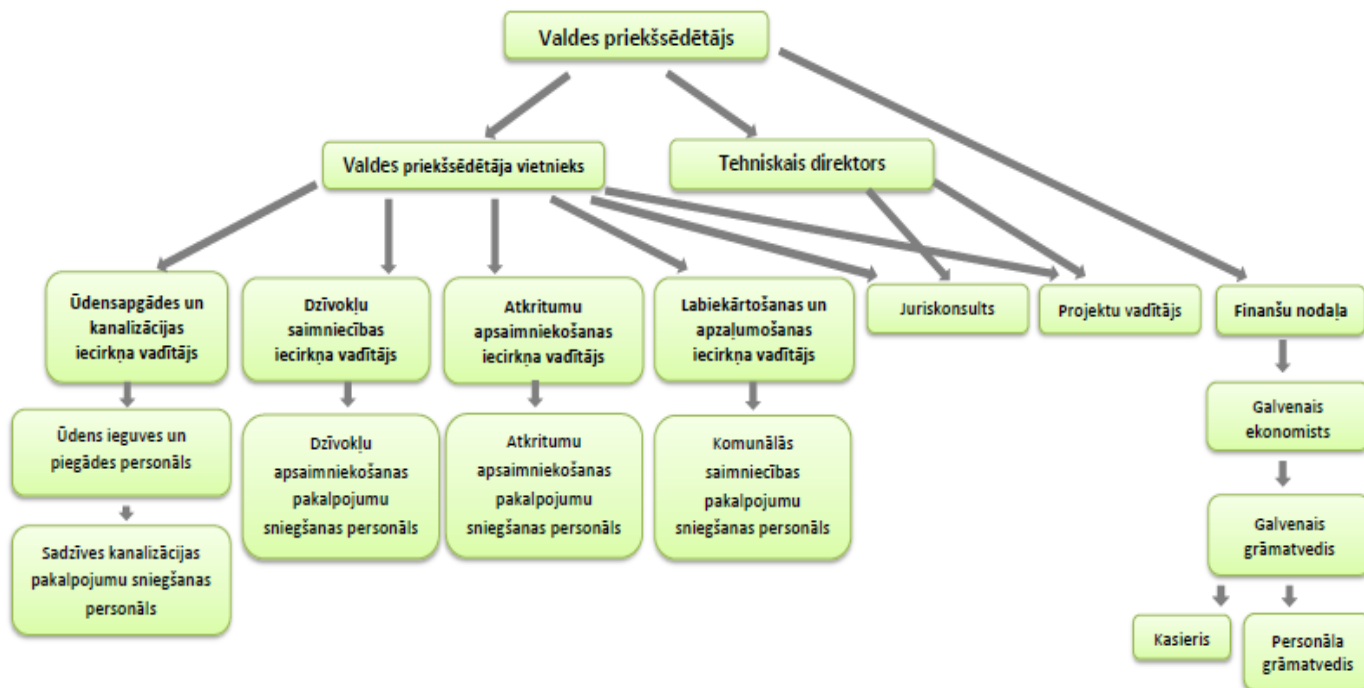 Valdes priekšsēdētājs
Valdes priekšsēdētāja vietnieks
Tehniskais direktors
Ūdensapgādes un
kanalizācijas
iecirkņa vadītājs
Dzīvokļu
saimniecības
iecirkņa vadītājs
Atkritumu
apsaimniekošanas
iecirkņa vadītājs
Labiekārtošanas un
apzaļumošanas
iecirkņa vadītājs
Juriskonsults
Projektu vadītājs
Finanšu nodaļa
Ūdens ieguves un
piegādes personāls
Dzīvokļu
apsaimniekošanas
pakalpojumu
sniegšanas personāls
Atkritumu
apsaimniekošanas
pakalpojumu
sniegšanas personāls
Komunālās
saimniecības
pakalpojumu
sniegšanas personāls
Galvenais
ekonomists
Sadzīves kanalizācijas
pakalpojumu sniegšanas
personāls
Galvenais
grāmatvedis
Kasieris
Personāla
grāmatvedis